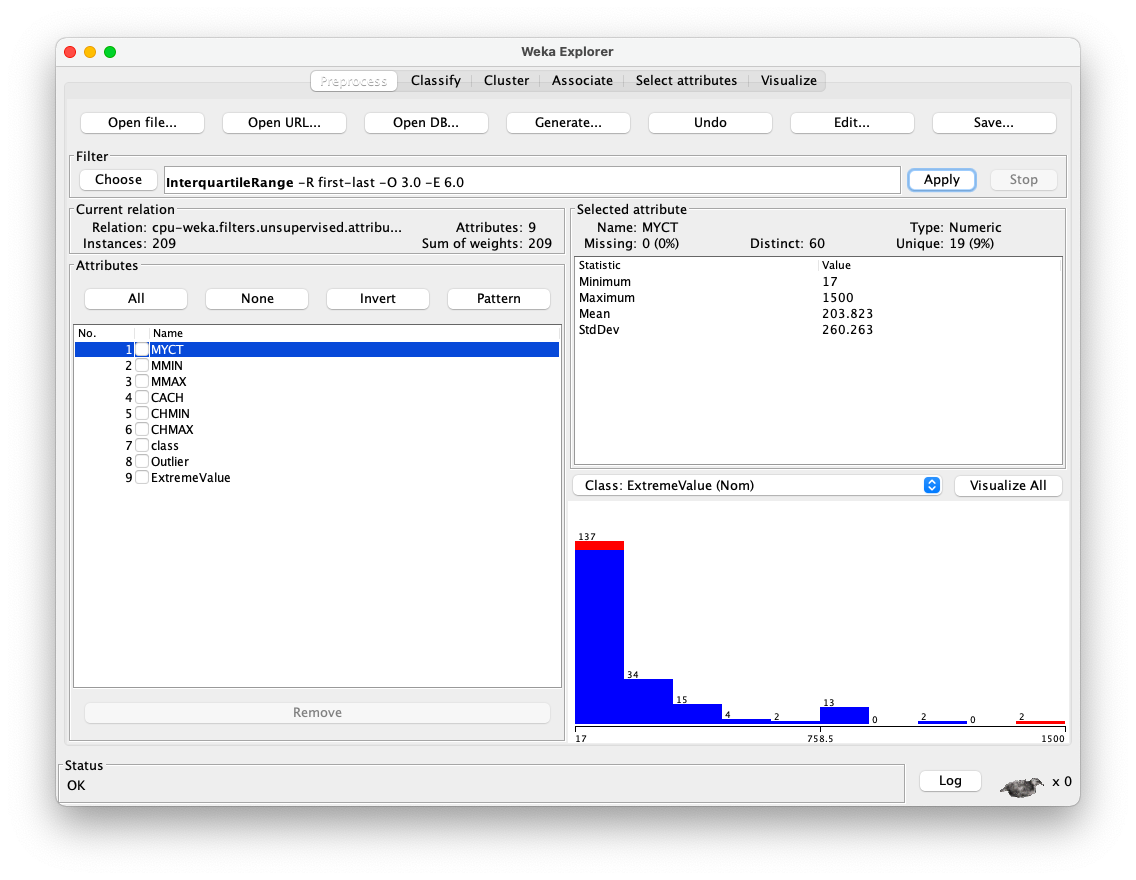 Weka Explorer
Preprocess Classify Cluster Associate Select attributes Visualize
Open file... Open URL... Open DB... Generate... Undo Edit... Save...
Filter
Choose InterquartileRange -R first-last -O 3.0 -E 6.0 Apply Stop
Current relation
Relation: cpu-weka.filters.unsupervised.attribu... Attributes: 9
Instances: 209 Sum of weights: 209
Attributes
All None Invert Pattern
No. Name
1 MYCT
2 MMIN
3 MMAX
4 CACH
5 CHMIN
6 CHMAX
7 class
8 Outlier
9 ExtremeValue
Remove
Selected attribute
Name: MYCT Type: Numeric
Missing: 0 (0%) Distinct: 60 Unique: 19 (9%)
Statistic Value
Minimum 17
Maximum 1500
Mean 203.823
StdDev 260.263
Class: ExtremeValue (Nom) Visualize All
137
34
15
4
2
13
0
2
0
2
17 758.5 1500
Status
OK
Log x 0